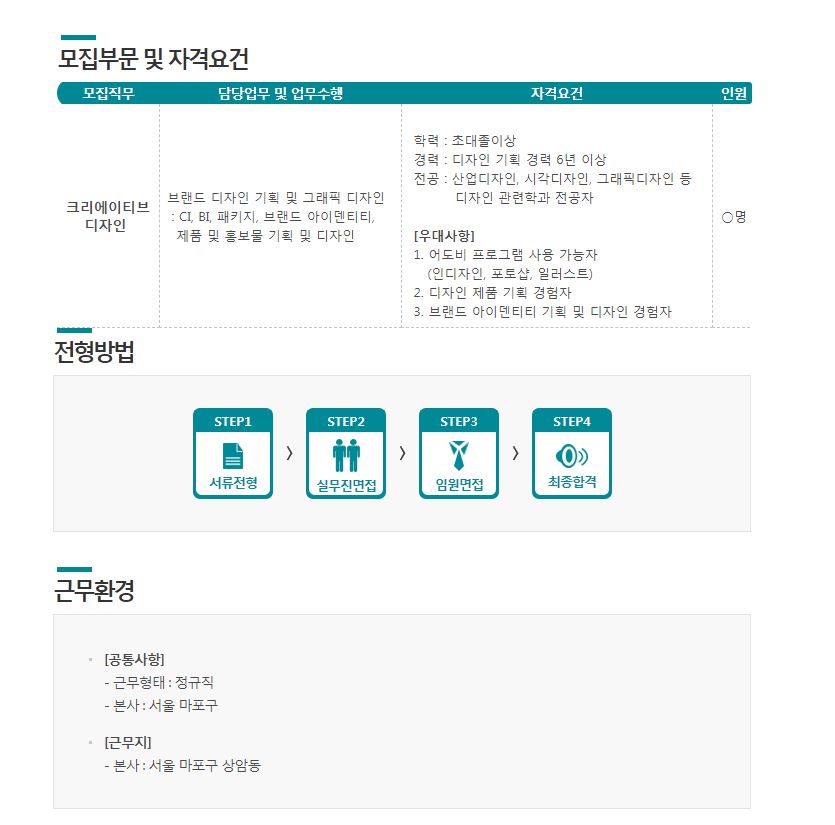 모집부문 및 자격요건
모집직무 담당업무 및 업무수행 자격요건 인원
크리에이티브
디자인
브랜드 디자인 기획 및 그래픽 디자인
: CI, BI, 패키지, 브랜드 아이덴티티,
제품 및 홍보물 기획 및 디자인
학력 : 초대졸이상
경력 : 디자인 기획 경력 6년 이상
전공 : 산업디자인, 시각디자인, 그래픽디자인 등
디자인 관련학과 전공자
[우대사항]
1. 어도비 프로그램 사용 가능자
(인디자인, 포토샵, 일러스트)
2. 디자인 제품 기획 경험자
3. 브랜드 아이덴티티 기획 및 디자인 경험자
○명
전형방법
STEP1 STEP2 STEP3 STEP4
서류전형 실무진면접 임원면접 최종합격
근무환경
[공통사항]
- 근무형태 : 정규직
- 본사 : 서울 마포구
[근무지]
- 본사 : 서울 마포구 상암동